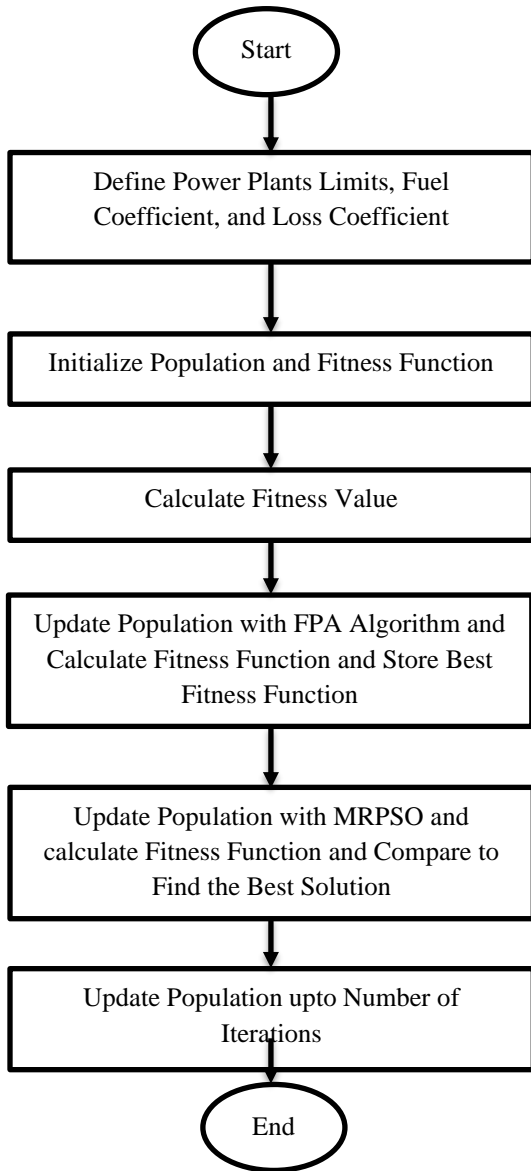 Start
Define Power Plants Limits, Fuel
Coefficient, and Loss Coefficient
Initialize Population and Fitness Function
Calculate Fitness Value
Update Population with FPA Algorithm and
Calculate Fitness Function and Store Best
Fitness Function
Update Population with MRPSO and
calculate Fitness Function and Compare to
Find the Best Solution
Update Population upto Number of
Iterations
End